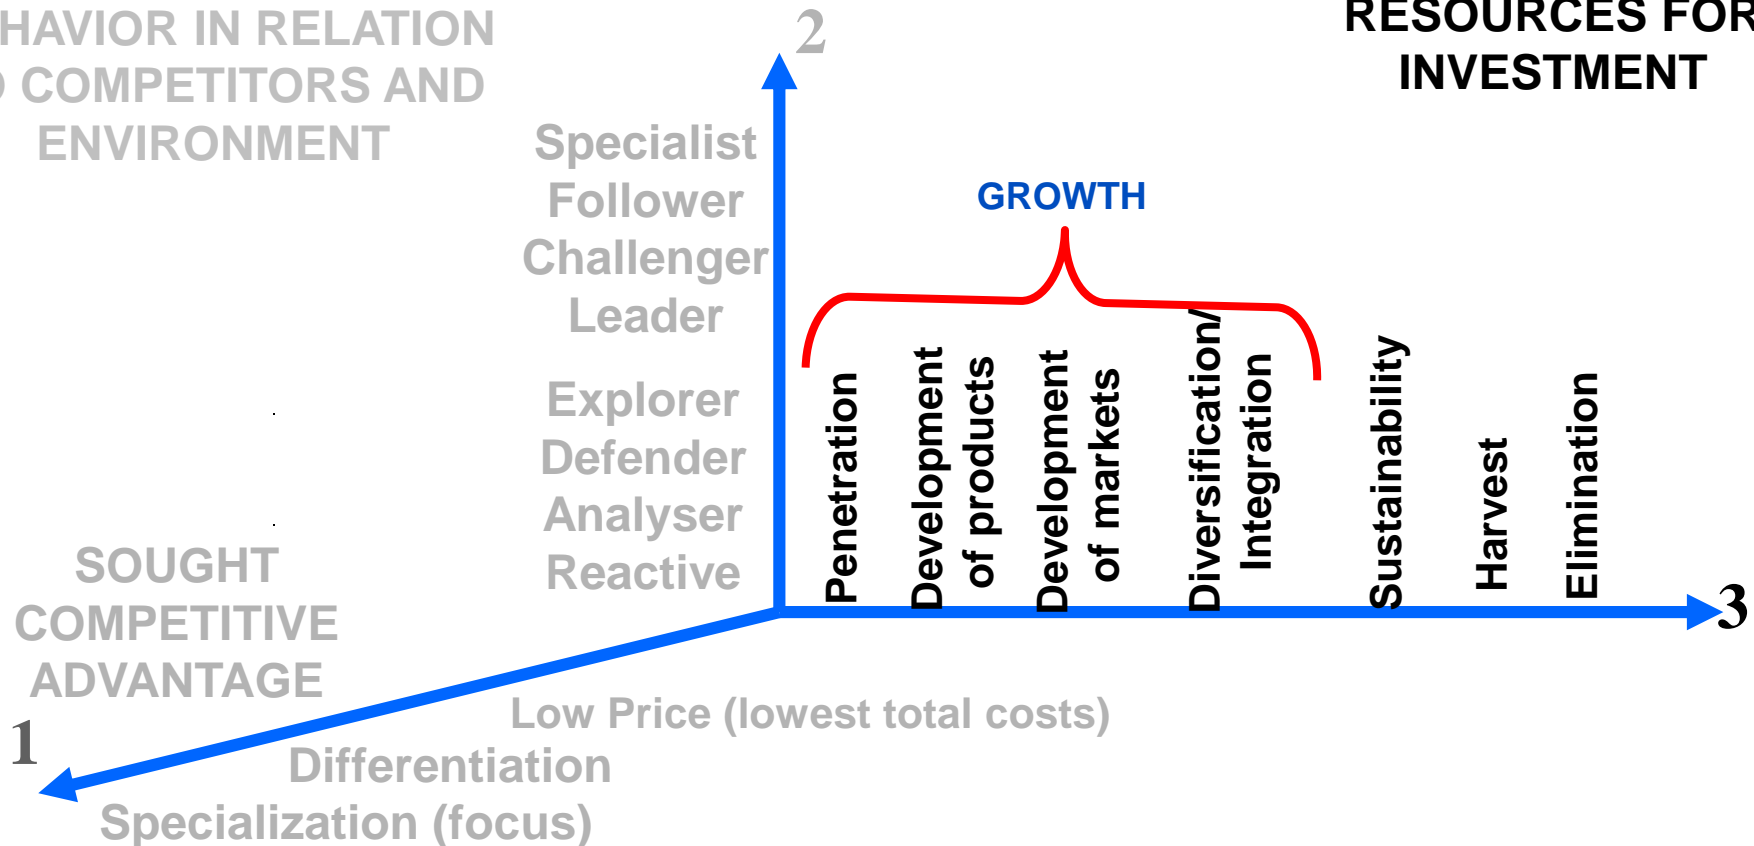 HAVIOR IN RELATION
COMPETITORS AND
ENVIRONMENT
2
RESOURCES FOR
INVESTMENT
Specialist
Follower
Challenger
Leader
Explorer
Defender
Analyser
Reactive
GROWTH
Penetration
Development
of products
Development
of markets
Diversification/
Integration
Sustainability
Harvest
Elimination
3
SOUGHT
COMPETITIVE
ADVANTAGE
1
Low Price (lowest total costs)
Differentiation
Specialization (focus)